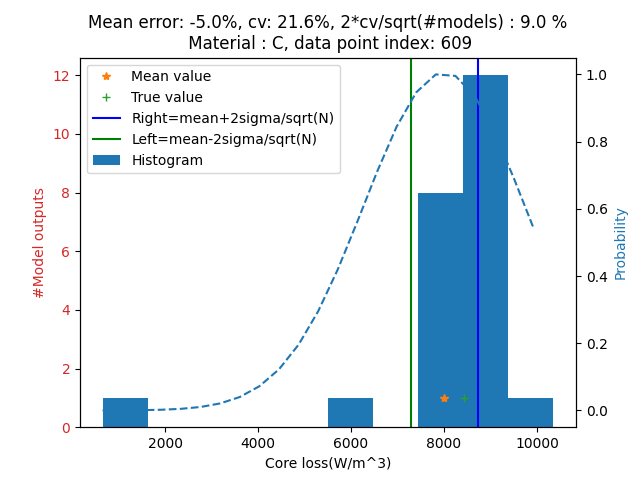 Mean error: -5.0%, cv: 21.6%, 2*cv/sqrt(#models) : 9.0 %
Material : C, data point index: 609
Mean value
True value
Right=mean+2sigma/sqrt(N)
Left=mean-2sigma/sqrt(N)
Histogram
#Model outputs
12
10
8
6
4
2
0
1.0
0.8
0.6
0.4
0.2
0.0
Probability
2000 4000 6000 8000 10000
Core loss(W/m^3)